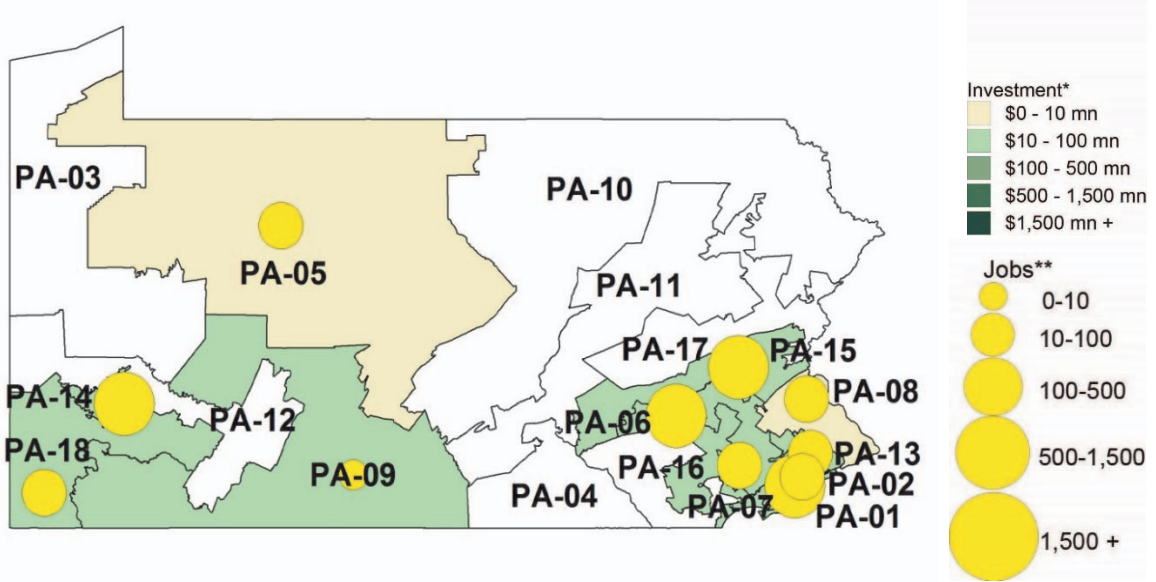 PA-03
PA-10
PA-05
PA-11
PA-17
PA-15
PA-14
PA-08
PA-12
PA-06
PA-18
PA-13
PA-09
PA-16
PA-02
PA-04
PA-07
PA-01
Investment*
$0 - 10 mn
$10 - 100 mn
$100 - 500 mn
$500 - 1,500 mn
$1,500 mn +
Jobs**
0-10
10-100
100-500
500-1,500
1,500 +